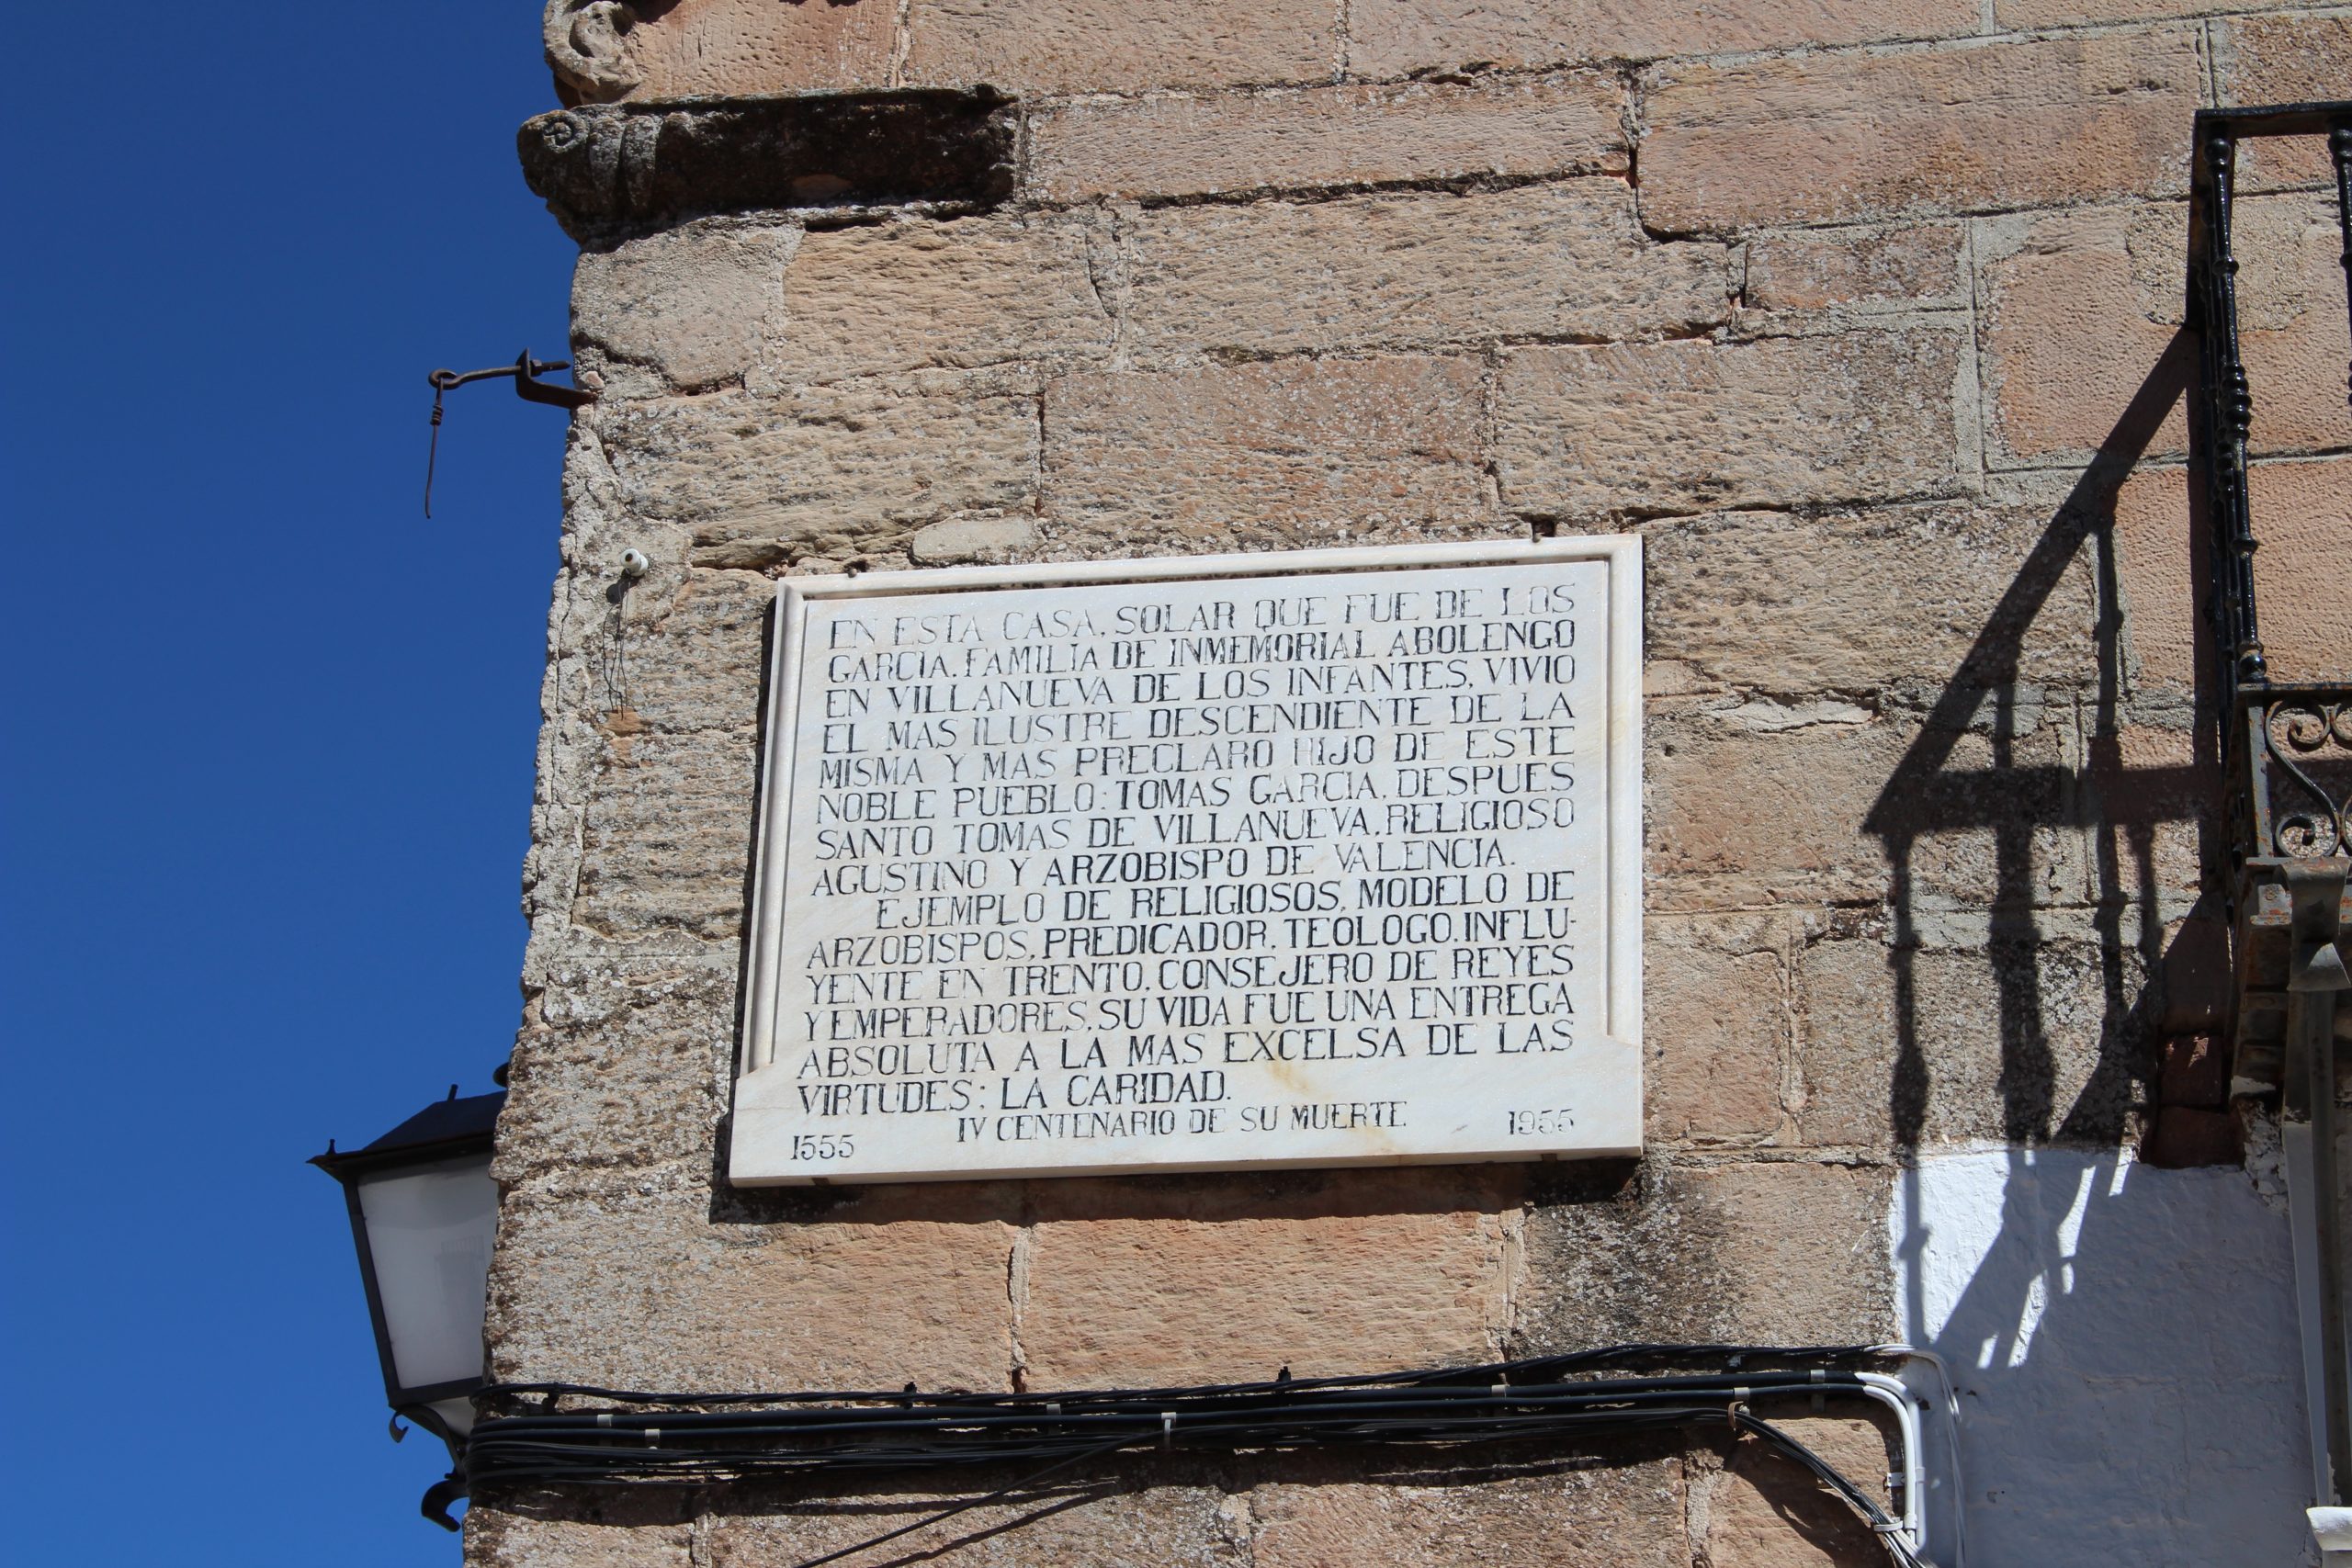 EN ESTA CASA, SOLAR QUE FUE DE LOS
GARCIA, FAMILIA DE INMEMORIAL ABOLENGO
EN VILLANUEVA DE LOS INFANTES, VIVIO
EL MAS ILUSTRE DESCENDIENTE DE LA
MISMA Y MAS PRECLARO HIJO DE ESTE
NOBLE PUEBLO: TOMAS GARCIA, DESPUES
SANTO TOMAS DE VILLANUEVA, RELIGIOSO
AGUSTINO Y ARZOBISPO DE VALENCIA.
EJEMPLO DE RELIGIOSOS, MODELO DE
ARZOBISPOS, PREDICADOR, TEOLOGO, INFLU-
YENTE EN TRENTO, CONSEJERO DE REYES
Y EMPERADORES, SU VIDA FUE UNA ENTREGA
ABSOLUTA A LA MAS EXCELSA DE LAS
VIRTUDES: LA CARIDAD.
IV CENTENARIO DE SU MUERTE
1555 1955